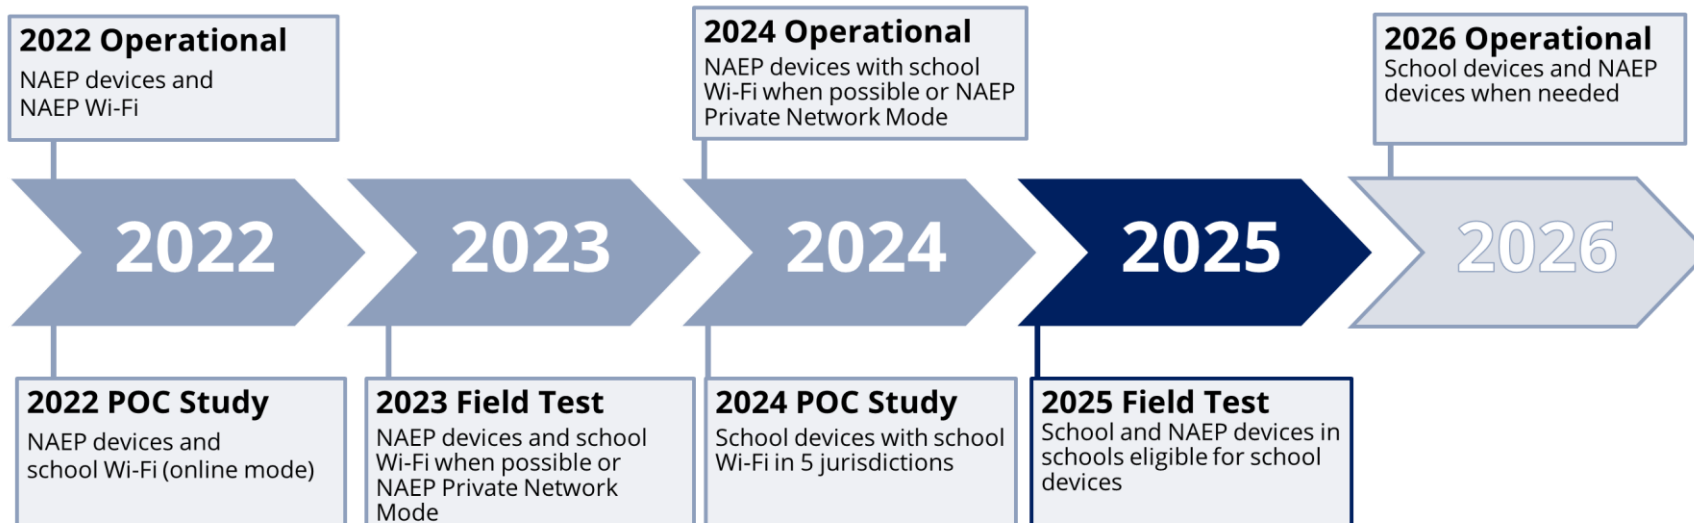 2022 Operational
NAEP devices and
NAEP Wi-Fi
2024 Operational
NAEP devices with school
Wi-Fi when possible or NAEP
Private Network Mode
2026 Operational
School devices and NAEP
devices when needed
2022
2023
2024
2025
2026
2022 POC Study
NAEP devices and
school Wi-Fi (online mode)
2023 Field Test
NAEP devices and school
Wi-Fi when possible or
NAEP Private Network
Mode
2024 POC Study
School devices with school
Wi-Fi in 5 jurisdictions
2025 Field Test
School and NAEP devices in
schools eligible for school
devices